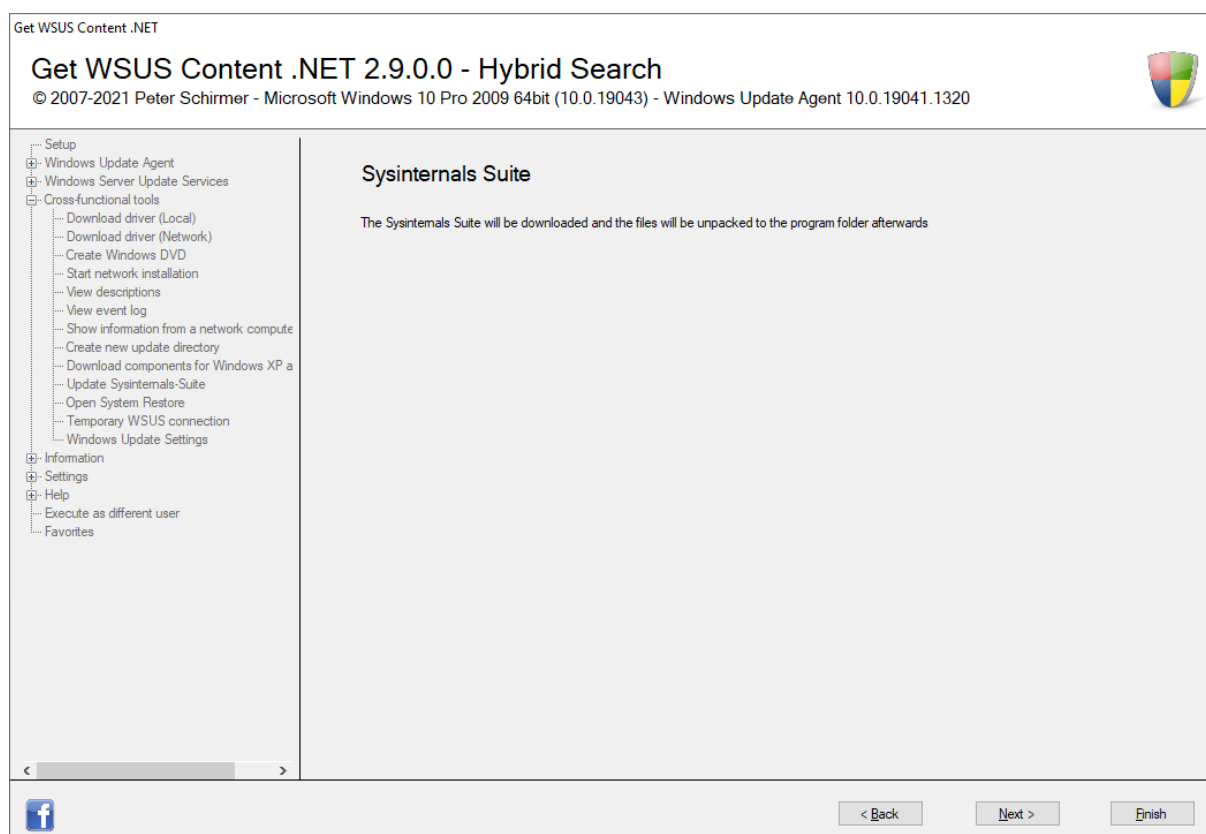 Get WSUS Content .NET
Get WSUS Content .NET 2.9.0.0 - Hybrid Search
© 2007-2021 Peter Schirmer - Microsoft Windows 10 Pro 2009 64bit (10.0.19043) - Windows Update Agent 10.0.19041.1320
Setup
Windows Update Agent
Windows Server Update Services
Cross-functional tools
Download driver (Local)
Download driver (Network)
Create Windows DVD
Start network installation
View descriptions
View event log
Show information from a network compute
Create new update directory
Download components for Windows XP a
Update Sysinternals-Suite
Open System Restore
Temporary WSUS connection
Windows Update Settings
Information
Settings
Help
Execute as different user
Favorites
Sysinternals Suite
The Sysinternals Suite will be downloaded and the files will be unpacked to the program folder afterwards
< Back
Next >
Finish